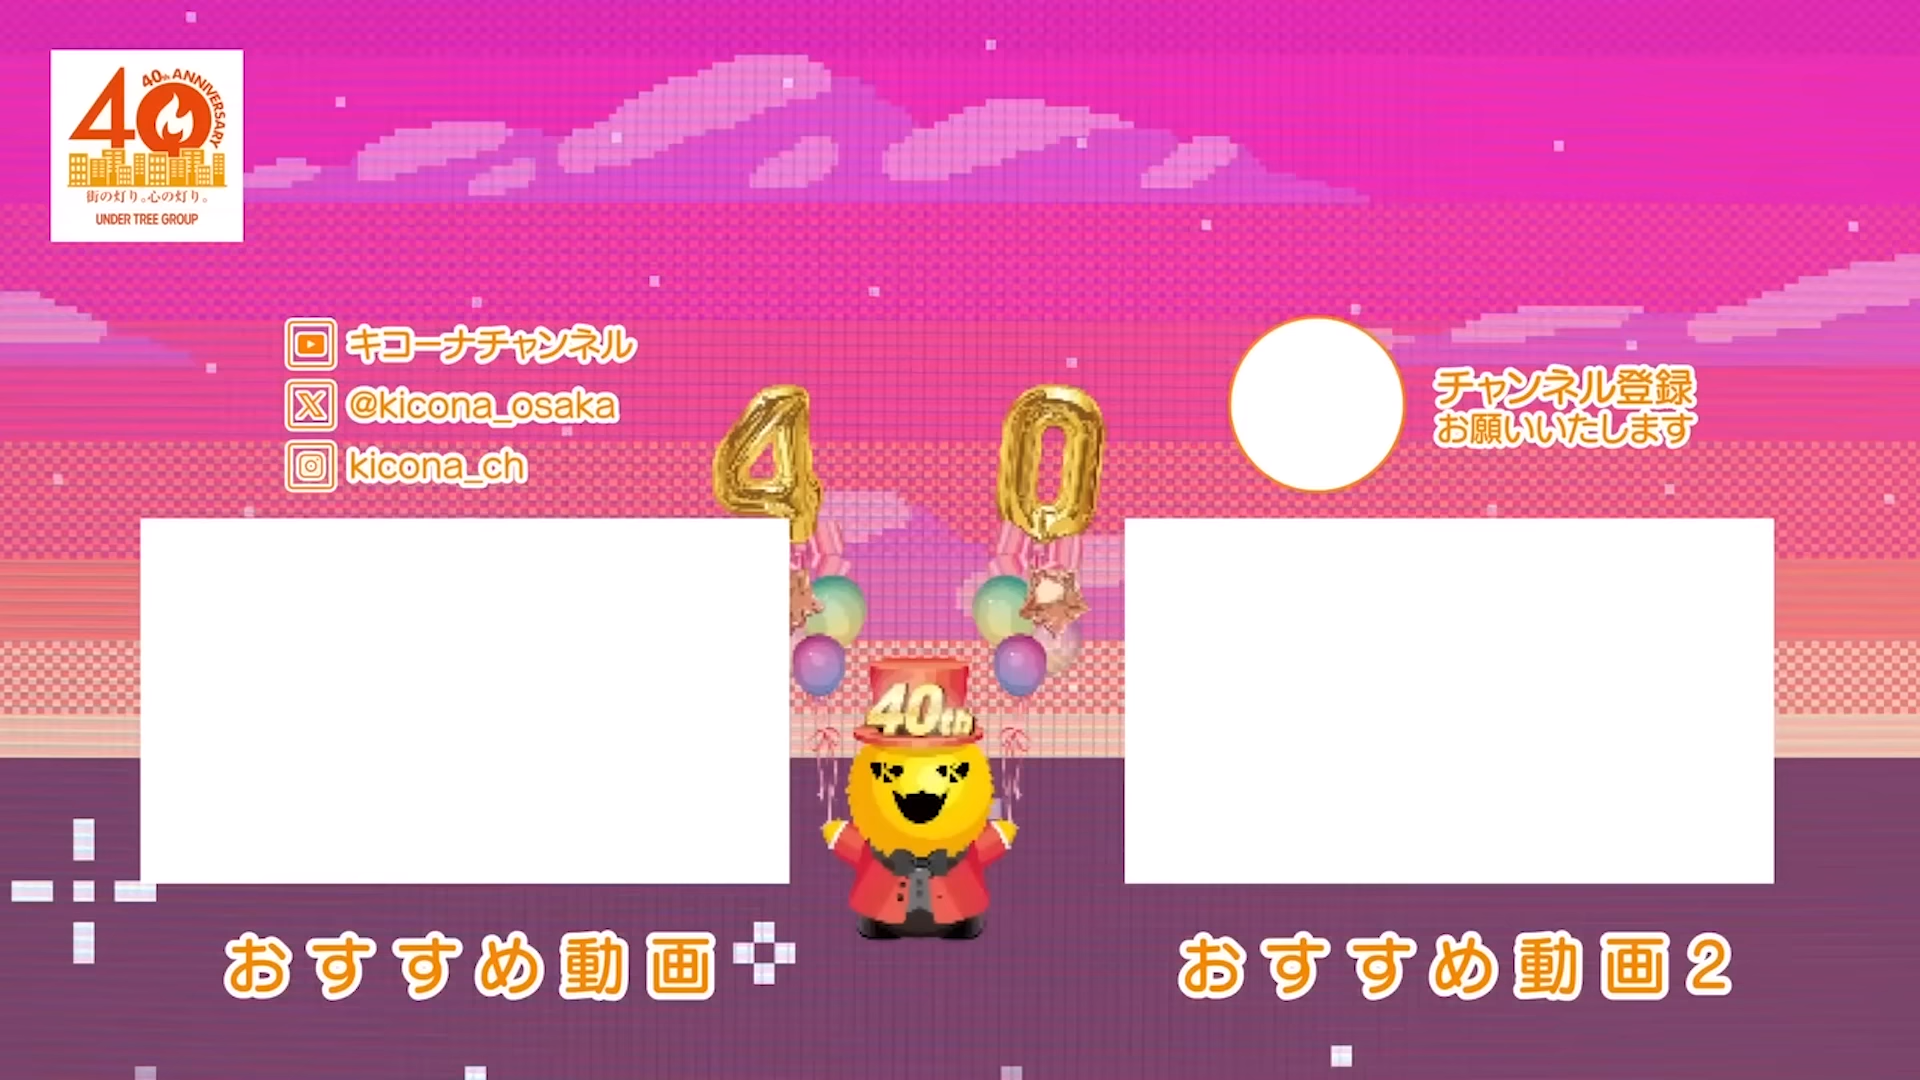 40
40th ANNIVERSARY
街の灯り。心の灯り。
UNDER TREE GROUP
キコーナチャンネル
@kicona_osaka
kicona_ch
チャンネル登録
お願いいたします
40
40th
おすすめ動画
おすすめ動画2